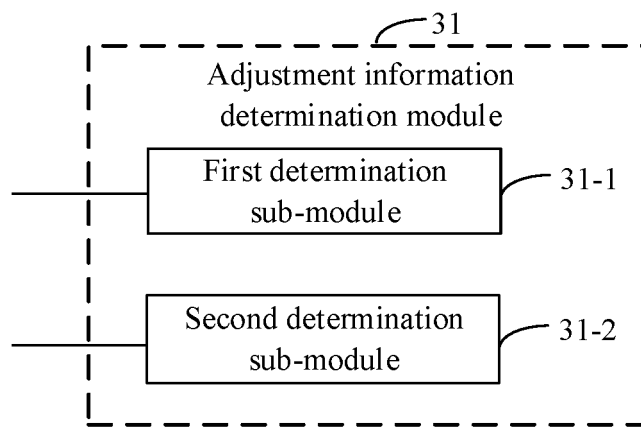 31
Adjustment information
determination module
First determination
sub-module
31-1
Second determination
sub-module
31-2